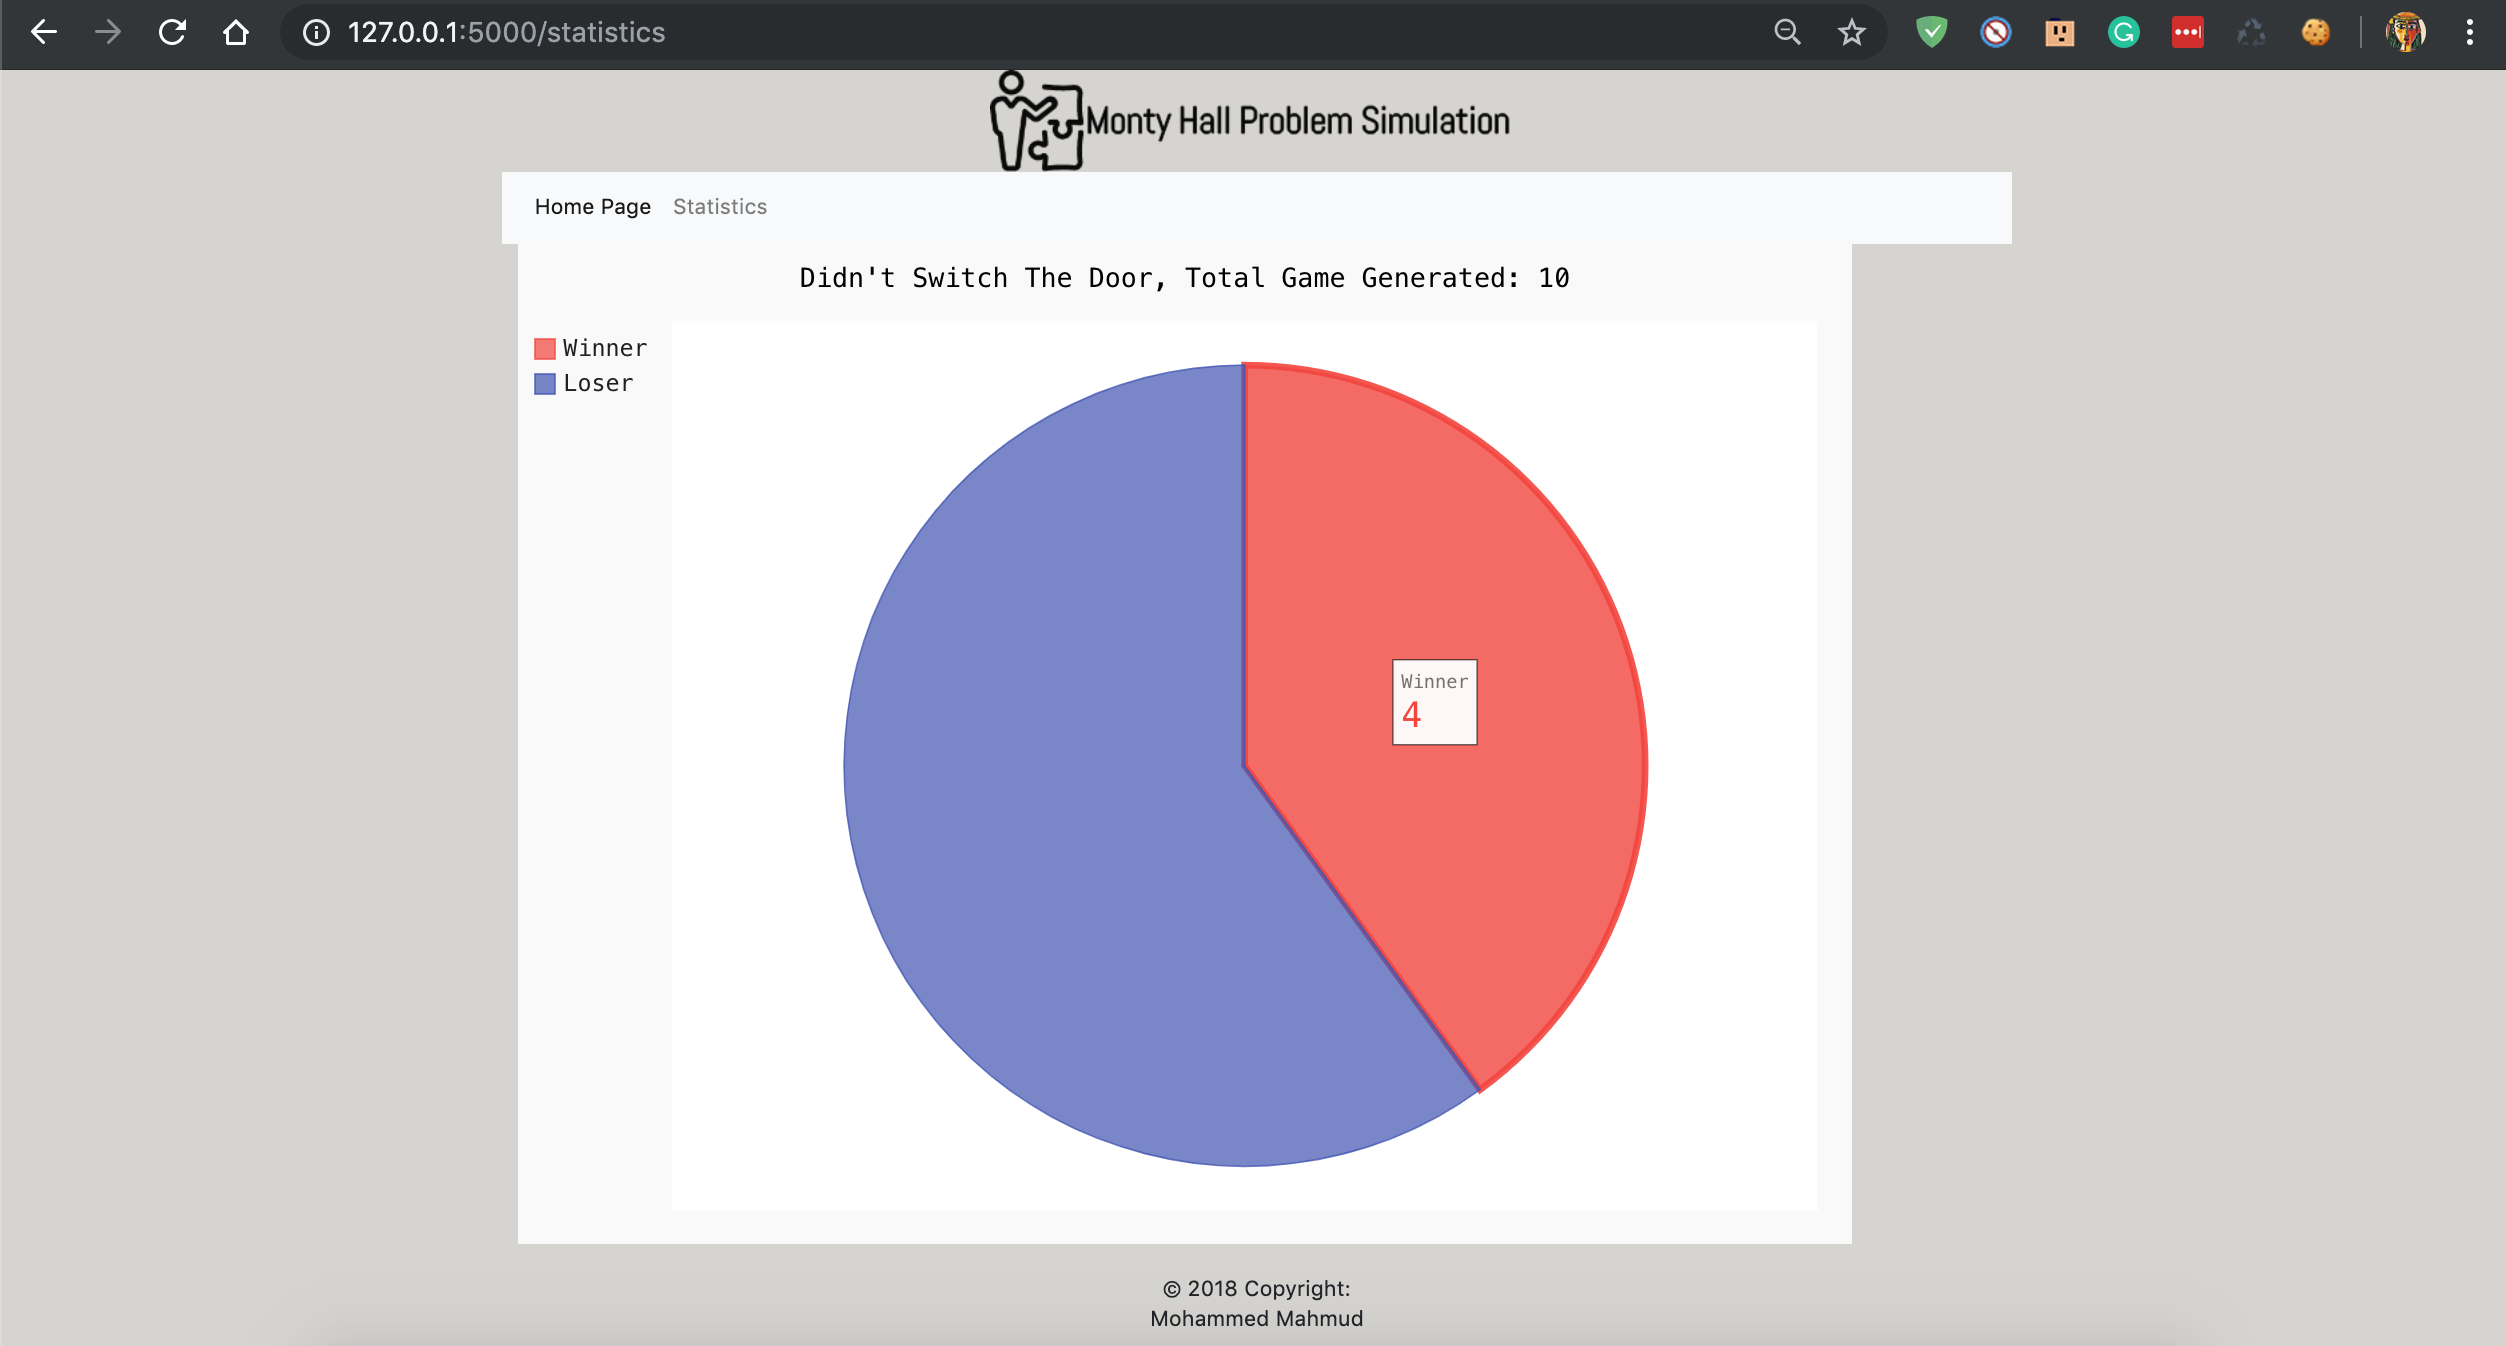 127.0.0.1:5000/statistics
Monty Hall Problem Simulation
Home Page Statistics
Didn't Switch The Door, Total Game Generated: 10
Winner
Loser
Winner
4
© 2018 Copyright:
Mohammed Mahmud